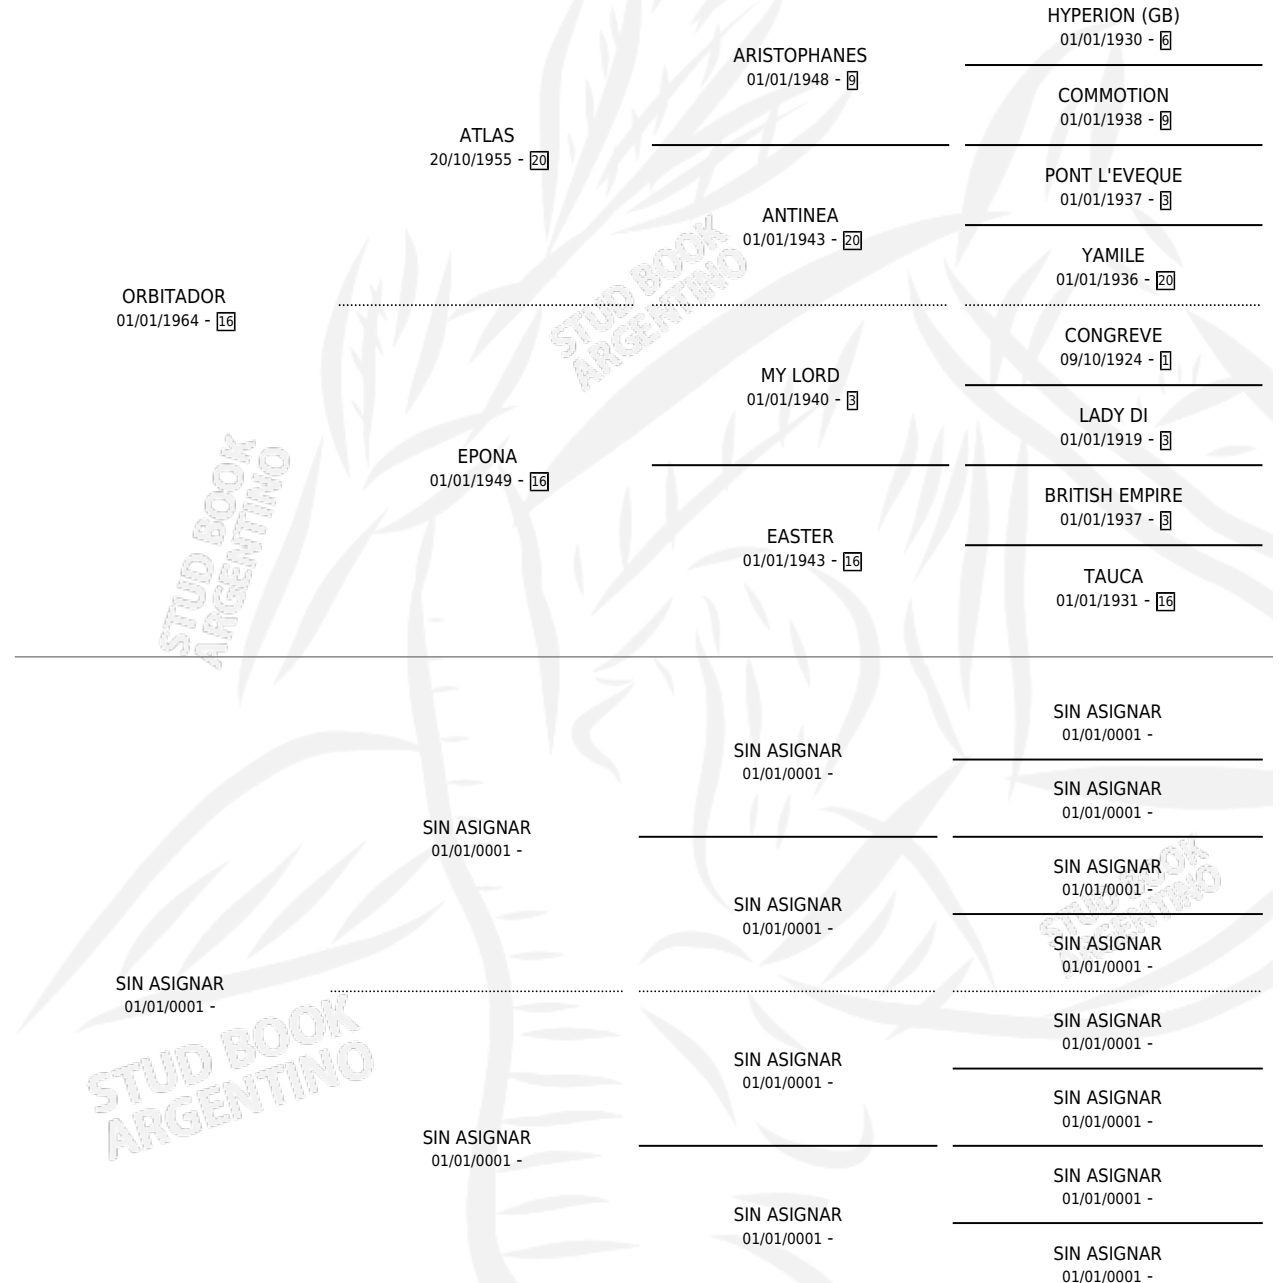 HYPERION (GB)
01/01/1930 - 6
ARISTOPHANES
01/01/1948 - 9
COMMOTION
01/01/1938 - 9
ATLAS
20/10/1955 - 20
PONT L'EVEQUE
01/01/1937 - 3
ANTINEA
01/01/1943 - 20
YAMILE
01/01/1936 - 20
ORBITADOR
01/01/1964 - 16
CONGREVE
09/10/1924 - 1
MY LORD
01/01/1940 - 3
LADY DI
01/01/1919 - 3
EPONA
01/01/1949 - 16
BRITISH EMPIRE
01/01/1937 - 3
EASTER
01/01/1943 - 16
TAUCA
01/01/1931 - 16
STUD BOOK
ARGENTINO
STUD BOOK
ARGENTINO
SIN ASIGNAR
01/01/0001 -
SIN ASIGNAR
01/01/0001 -
SIN ASIGNAR
01/01/0001 -
SIN ASIGNAR
01/01/0001 -
SIN ASIGNAR
01/01/0001 -
SIN ASIGNAR
01/01/0001 -
SIN ASIGNAR
01/01/0001 -
SIN ASIGNAR
01/01/0001 -
SIN ASIGNAR
01/01/0001 -
SIN ASIGNAR
01/01/0001 -
SIN ASIGNAR
01/01/0001 -
SIN ASIGNAR
01/01/0001 -
SIN ASIGNAR
01/01/0001 -
SIN ASIGNAR
01/01/0001 -
SIN ASIGNAR
01/01/0001 -
STUD BOOK
ARGENTINO
STUD BOOK
ARGENTINO